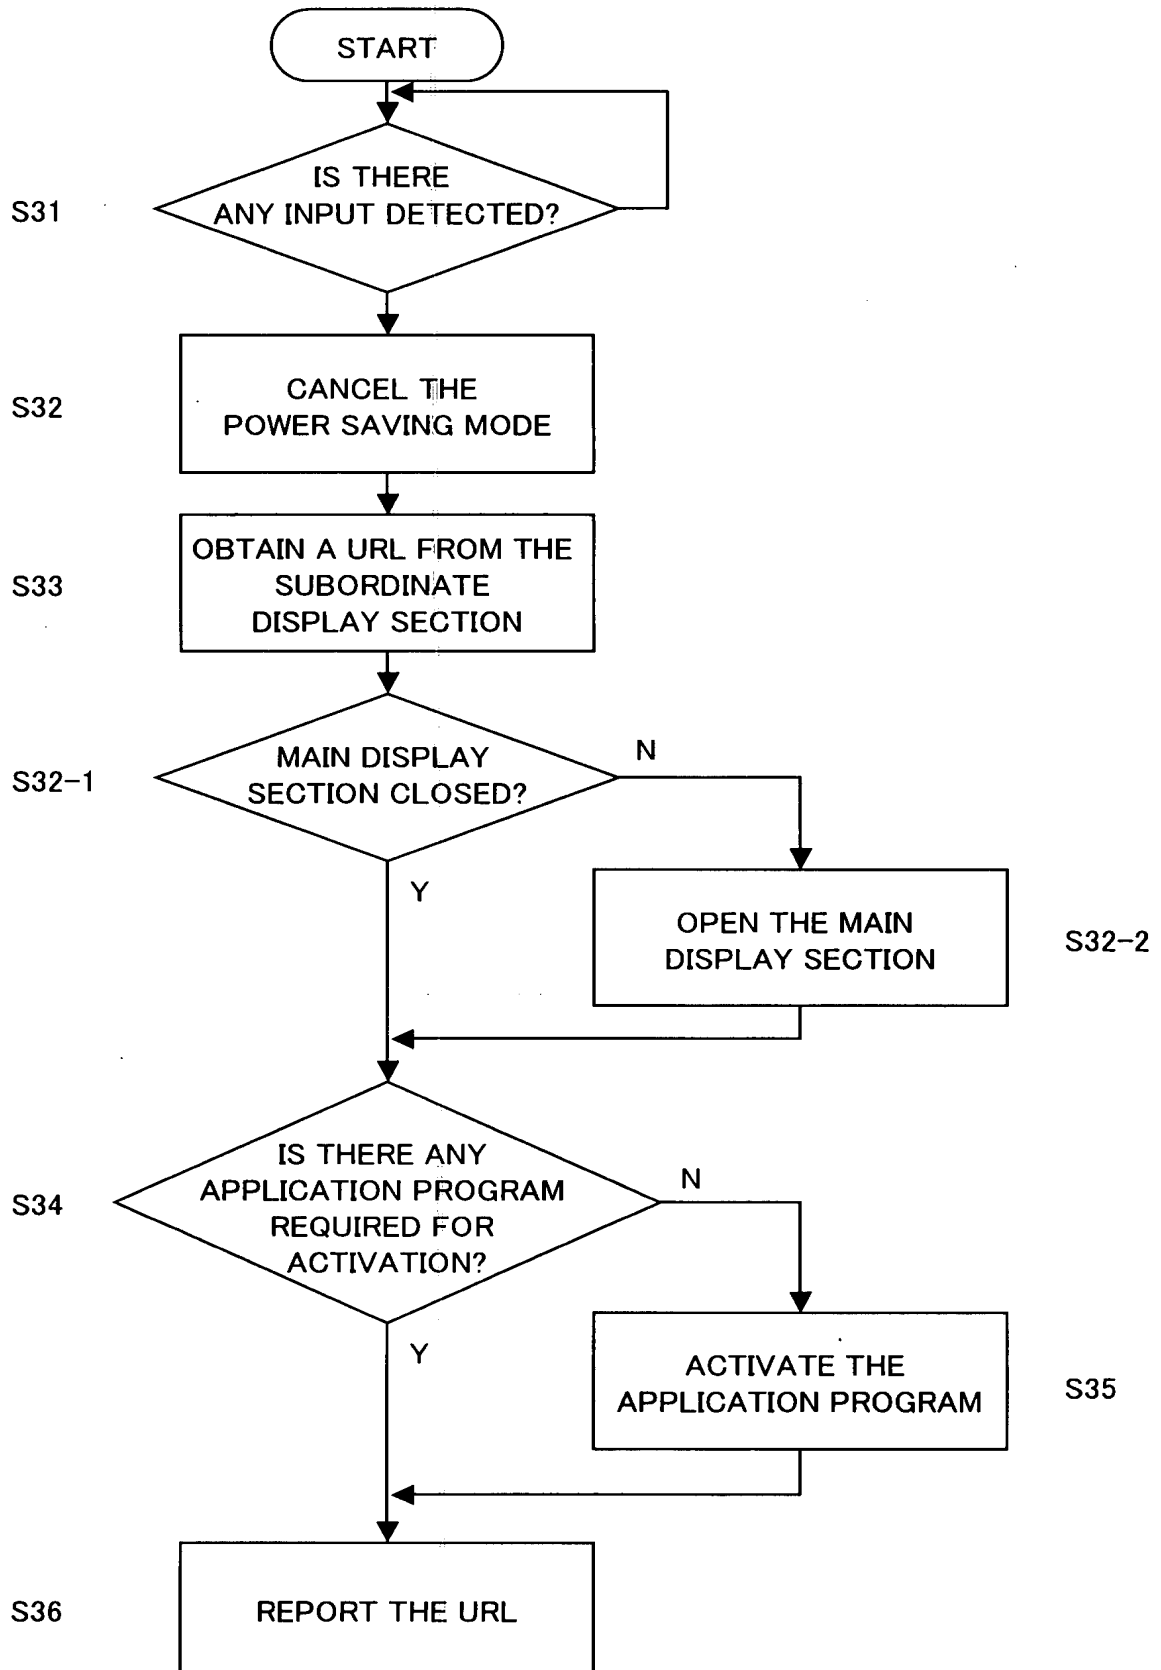 START
IS THERE
ANY INPUT DETECTED?
S31
CANCEL THE
POWER SAVING MODE
S32
OBTAIN A URL FROM THE
SUBORDINATE
DISPLAY SECTION
S33
MAIN DISPLAY
SECTION CLOSED?
S32-1
N
Y
OPEN THE MAIN
DISPLAY SECTION
S32-2
IS THERE ANY
APPLICATION PROGRAM
REQUIRED FOR
ACTIVATION?
S34
N
Y
ACTIVATE THE
APPLICATION PROGRAM
S35
REPORT THE URL
S36